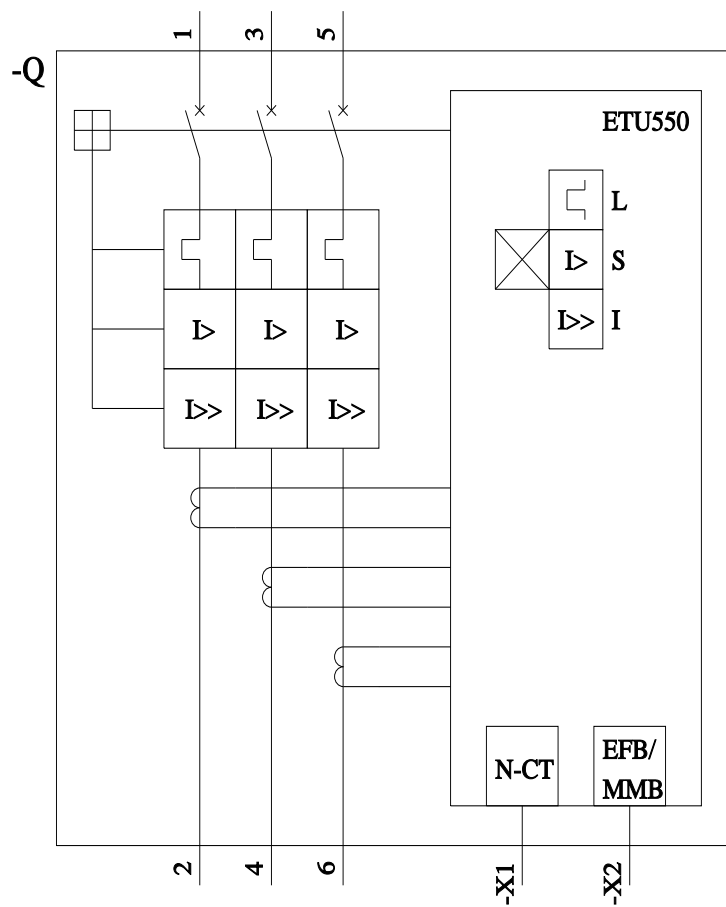 1 3 5
-Q
ETU550
L
I> S
I> I> I>
I>> I
I>> I>> I>>
N-CT
EFB/
MMB
2 4 6
-X1 -X2